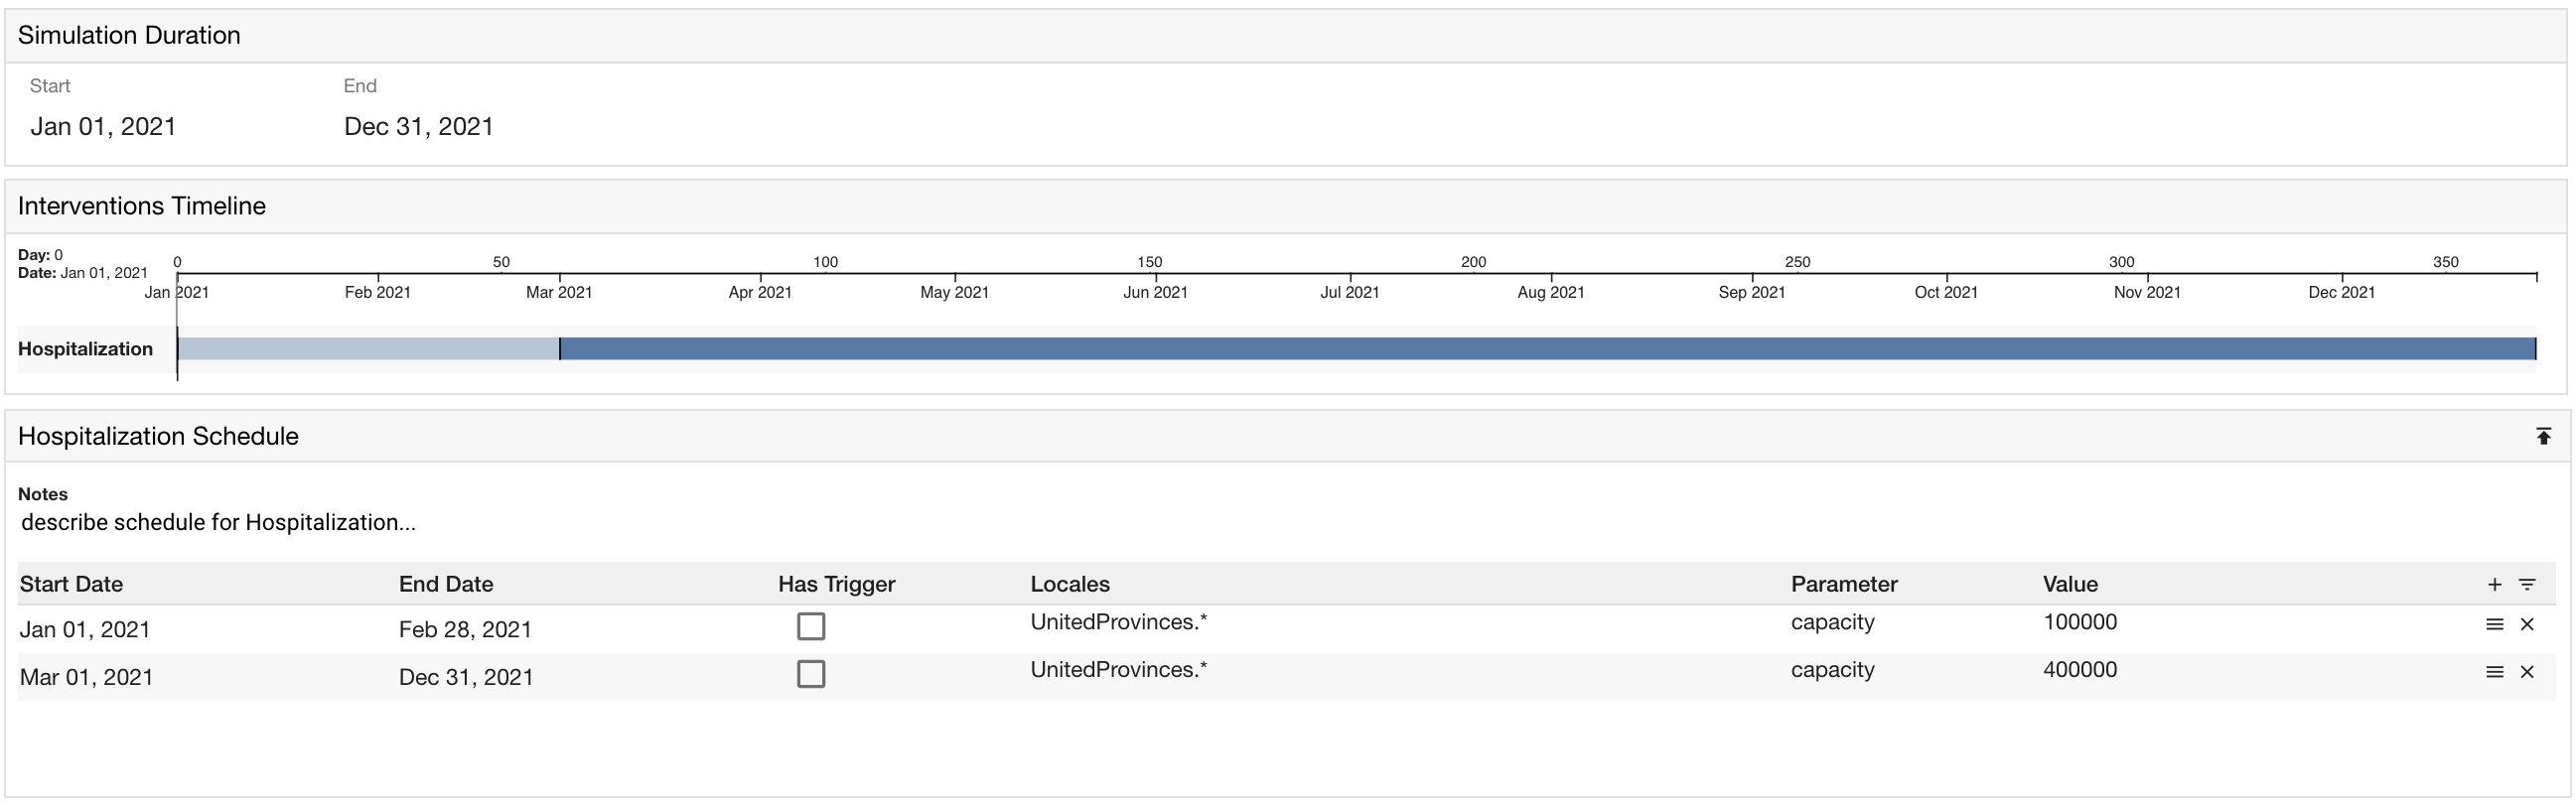 Simulation Duration
Start End
Jan 01, 2021 Dec 31, 2021
Interventions Timeline
Day: 0
Date: Jan 01, 2021
0 50 100 150 200 250 300 350
Jan 2021 Feb 2021 Mar 2021 Apr 2021 May 2021 Jun 2021 Jul 2021 Aug 2021 Sep 2021 Oct 2021 Nov 2021 Dec 2021
Hospitalization
Hospitalization Schedule
Notes
describe schedule for Hospitalization...
Start Date End Date Has Trigger Locales Parameter Value
Jan 01, 2021 Feb 28, 2021 UnitedProvinces.* capacity 100000
Mar 01, 2021 Dec 31, 2021 UnitedProvinces.* capacity 400000